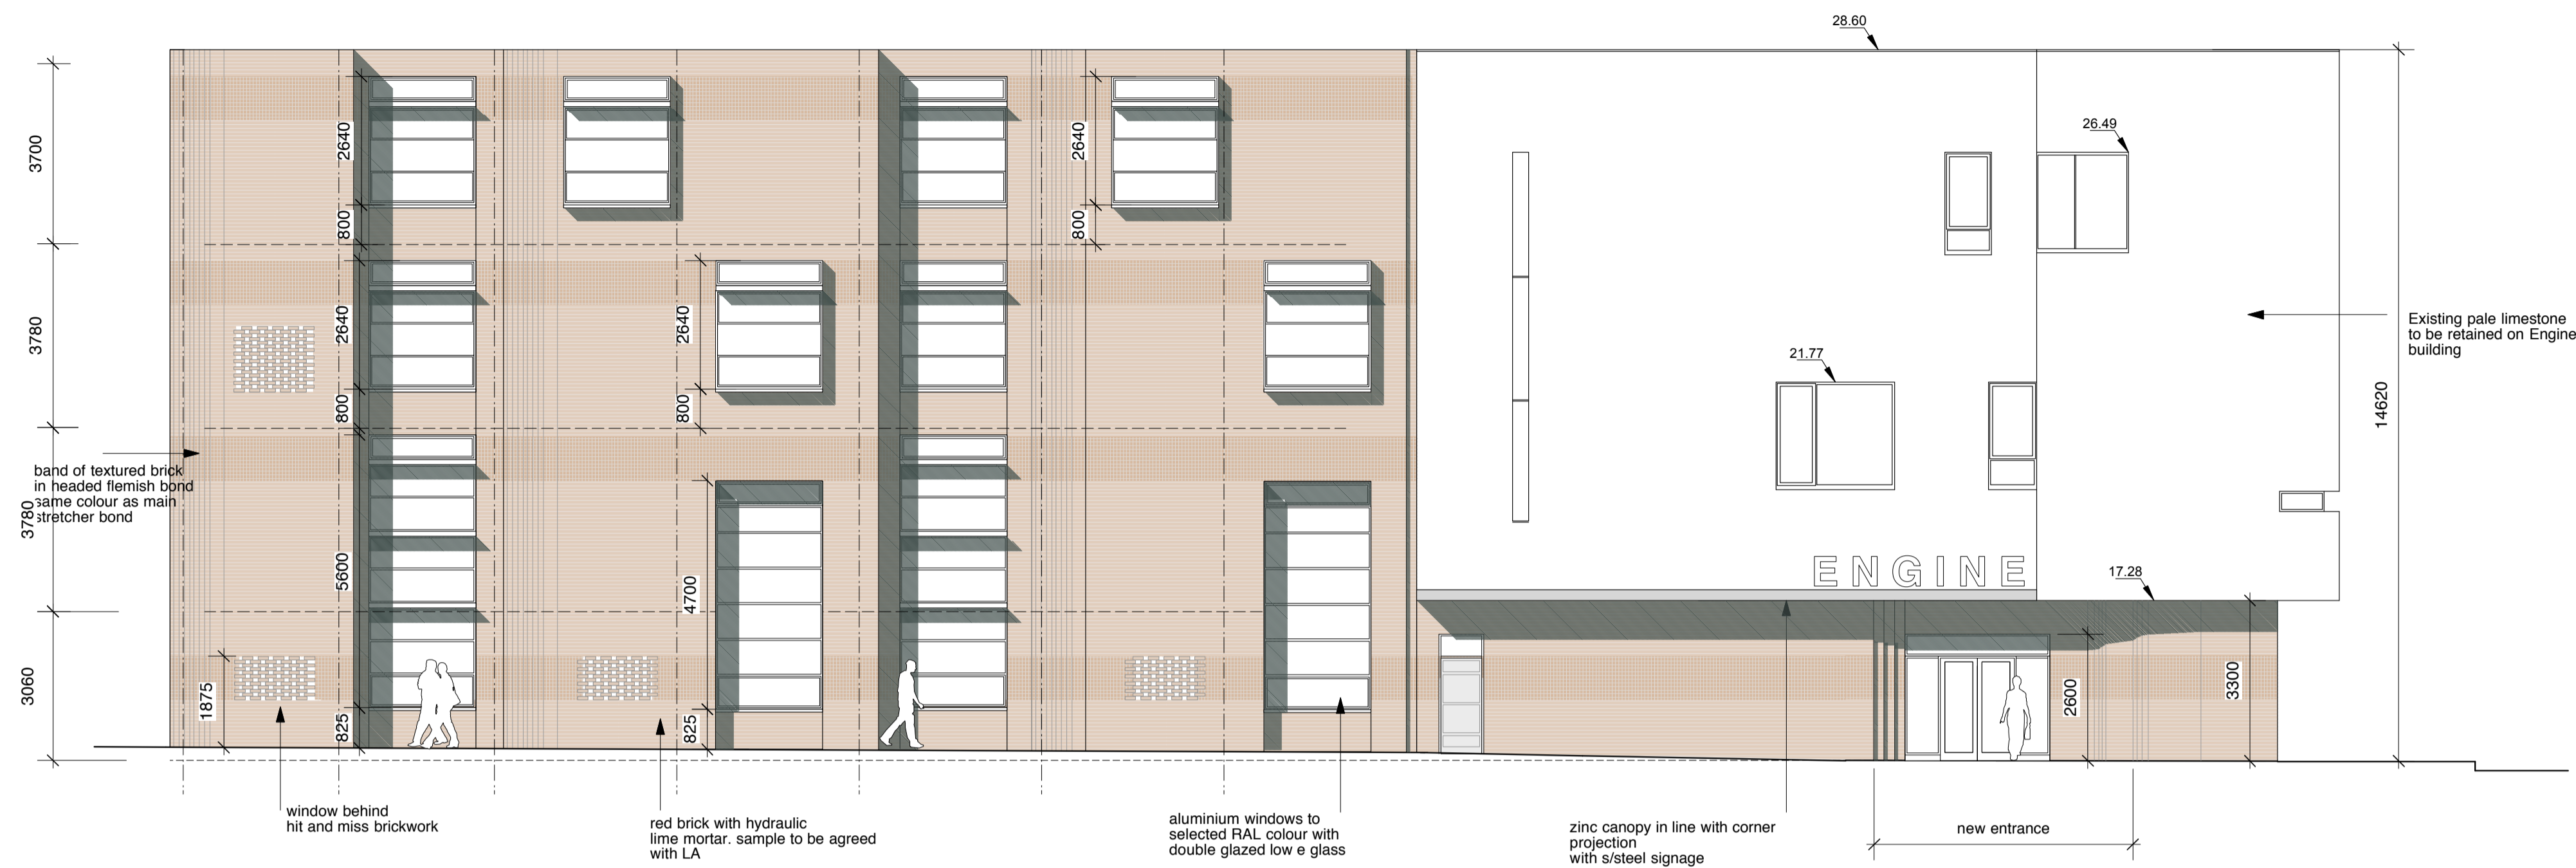 28.60
26.49
21.77
17.28
3700
3780
3780
3060
2640
800
2640
800
5600
825
1875
2640
800
4700
825
2640
800
2600
3300
14620
ENGINE
Existing pale limestone
to be retained on Engine
building
band of textured brick
in headed flemish bond
same colour as main
stretcher bond
window behind
hit and miss brickwork
red brick with hydraulic
lime mortar. sample to be agreed
with LA
aluminium windows to
selected RAL colour with
double glazed low e glass
zinc canopy in line with corner
projection
with s/steel signage
new entrance